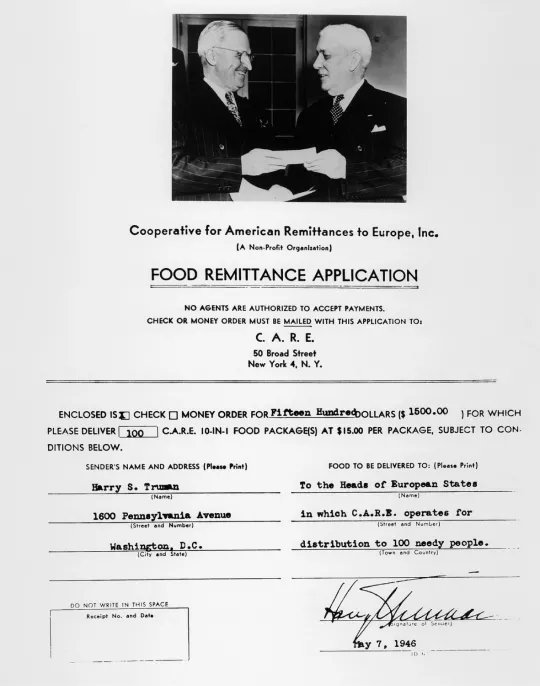 Cooperative for American Remittances to Europe, Inc.
(A Non-Profit Organization)
FOOD REMITTANCE APPLICATION
NO AGENTS ARE AUTHORIZED TO ACCEPT PAYMENTS.
CHECK OR MONEY ORDER MUST BE MAILED WITH THIS APPLICATION TO:
C. A. R. E.
50 Broad Street
New York 4, N. Y.
ENCLOSED IS CHECK MONEY ORDER FOR Fifteen Hundred DOLLARS ($ 1500.00 ) FOR WHICH
PLEASE DELIVER 100 C.A.R.E. 10-IN-1 FOOD PACKAGE(S) AT $15.00 PER PACKAGE, SUBJECT TO CON-
DITIONS BELOW.
SENDER'S NAME AND ADDRESS (Please Print)
Harry S. Truman
(Name)
1600 Pennsylvania Avenue
(Street and Number)
Washington, D.C.
(City and State)
FOOD TO BE DELIVERED TO: (Please Print)
To the Heads of European States
(Name)
in which C.A.R.E. operates for
(Street and Number)
distribution to 100 needy people.
(Town and Country)
DO NOT WRITE IN THIS SPACE
Receipt No. and Date
Harry Truman
(Signature of Sender)
May 7, 1946